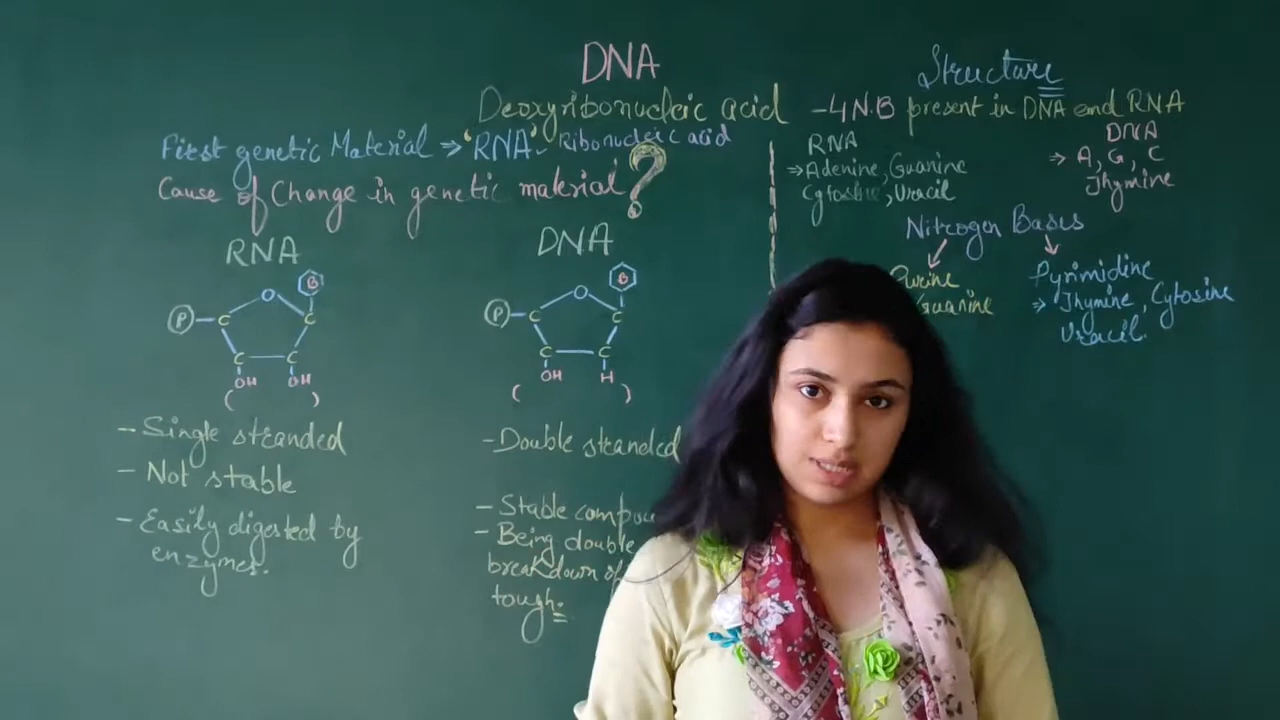 DNA
Deoxyribonucleic acid
First genetic Material ⇒ 'RNA'- Ribonucleic acid
Cause of Change in genetic material ?
RNA
B
O
P
C
C
C
C
OH
OH
( )
- Single stranded
- Not stable
- Easily digested by
enzymes.
DNA
B
O
P
C
C
C
C
OH
H
( )
- Double stranded
- Stable
- Being double
breakdown of
tough.
Structure
- 4 N.B present in DNA and RNA
RNA
⇒ Adenine, Guanine
Cytosine, Uracil
DNA
⇒ A, G, C
Thymine
Nitrogen Bases
Guanine
Pyrimidine
⇒ Thymine, Cytosine
Uracil.